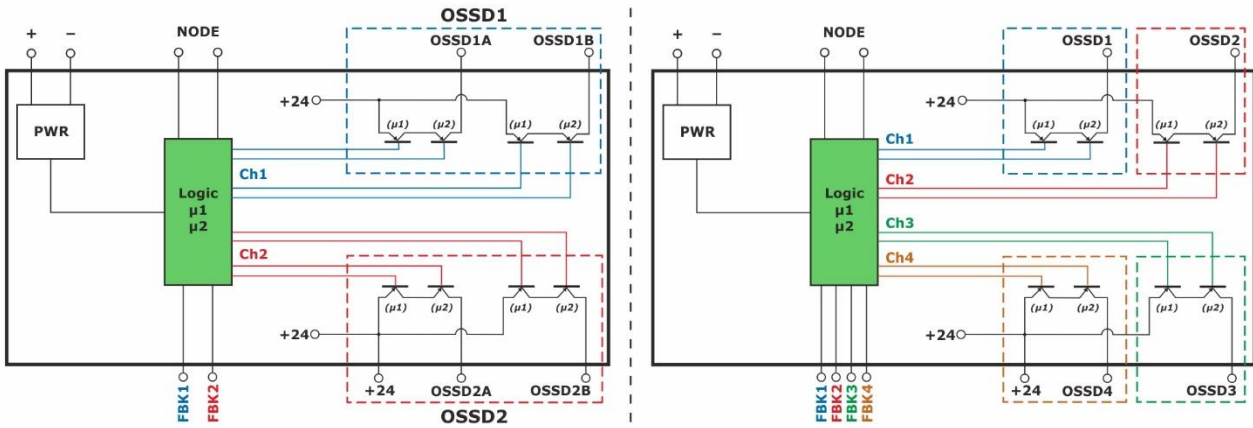 OSSD1
+
−
NODE
OSSD1A
OSSD1B
+24
(μ1)
(μ2)
(μ1)
(μ2)
PWR
Ch1
Logic
μ1
μ2
Ch2
(μ1)
(μ2)
(μ1)
(μ2)
+24
+24
OSSD2A
OSSD2B
FBK1
FBK2
OSSD2
+
−
NODE
OSSD1
OSSD2
+24
(μ1)
(μ2)
(μ1)
(μ2)
PWR
Ch1
Ch2
Logic
μ1
μ2
Ch3
Ch4
(μ1)
(μ2)
(μ1)
(μ2)
+24
+24
OSSD4
OSSD3
FBK1
FBK2
FBK3
FBK4